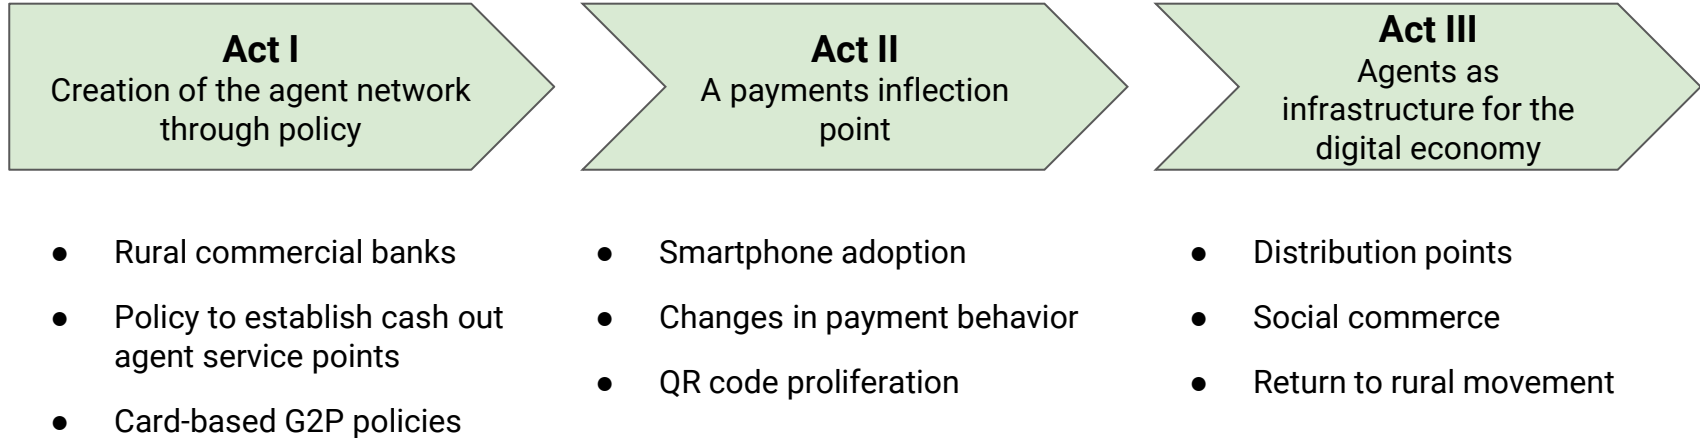 Act I
Creation of the agent network
through policy
● Rural commercial banks
● Policy to establish cash out
agent service points
● Card-based G2P policies
Act II
A payments inflection
point
● Smartphone adoption
● Changes in payment behavior
● QR code proliferation
Act III
Agents as
infrastructure for the
digital economy
● Distribution points
● Social commerce
● Return to rural movement